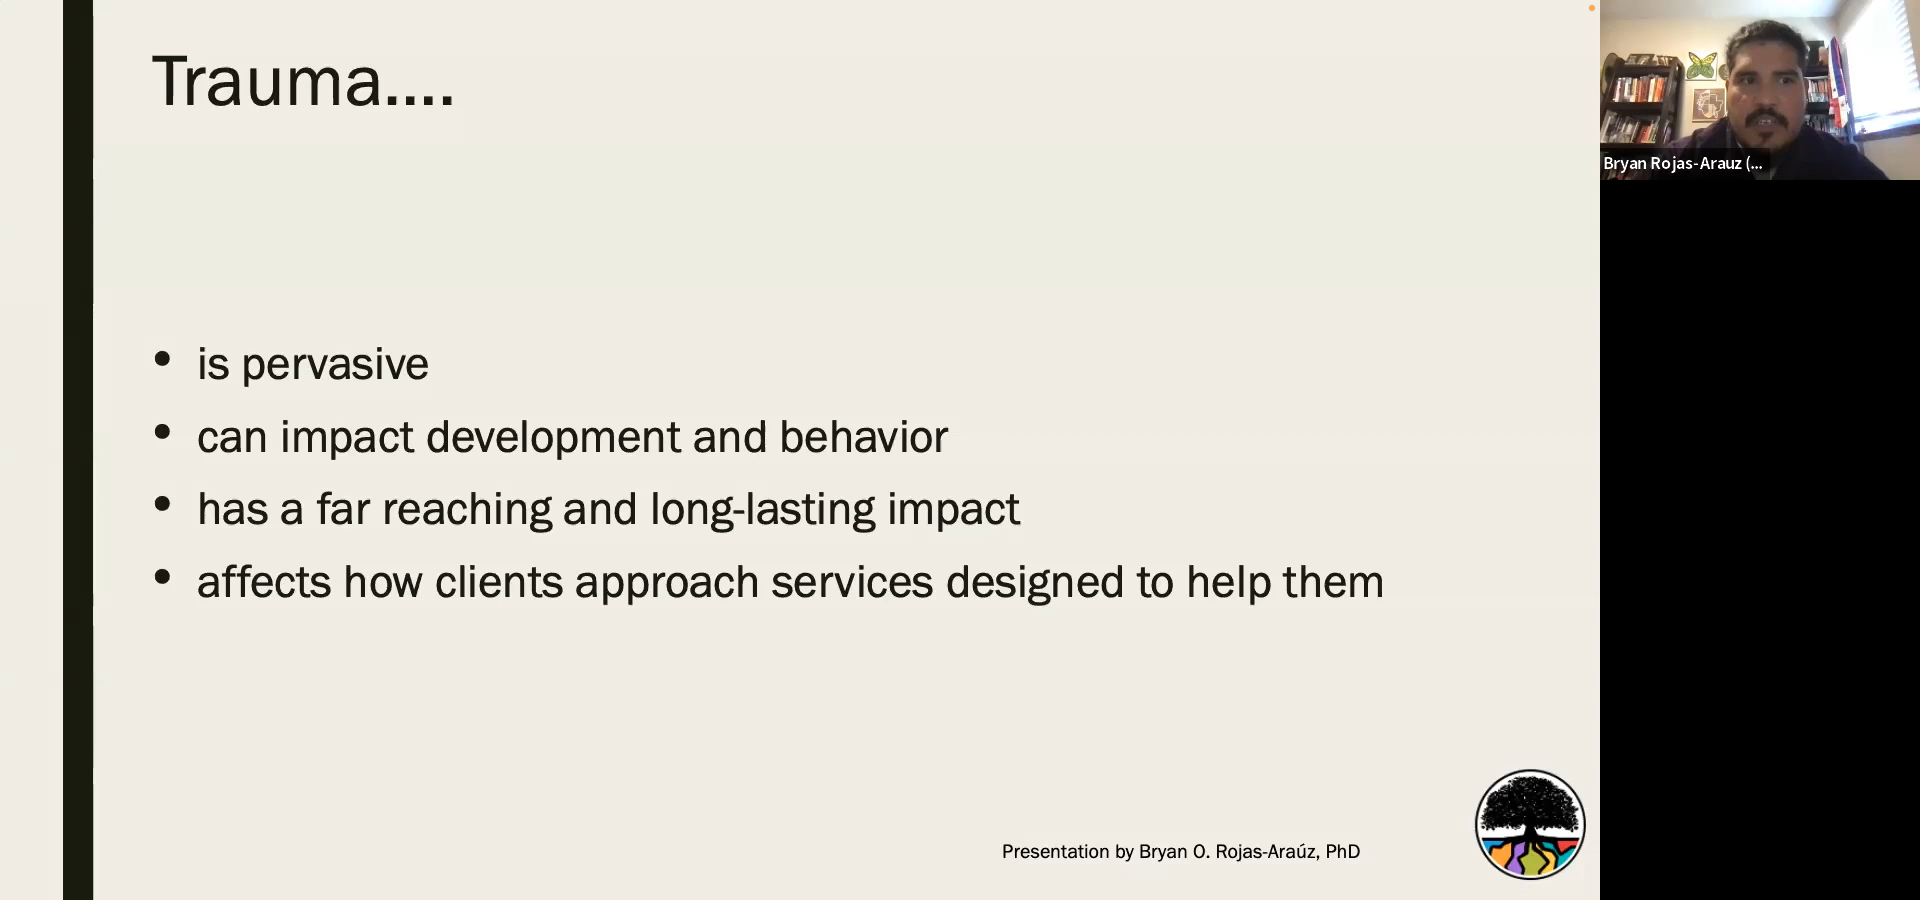 Trauma....
Bryan Rojas-Arauz (...
• is pervasive
• can impact development and behavior
• has a far reaching and long-lasting impact
• affects how clients approach services designed to help them
Presentation by Bryan O. Rojas-Araúz, PhD